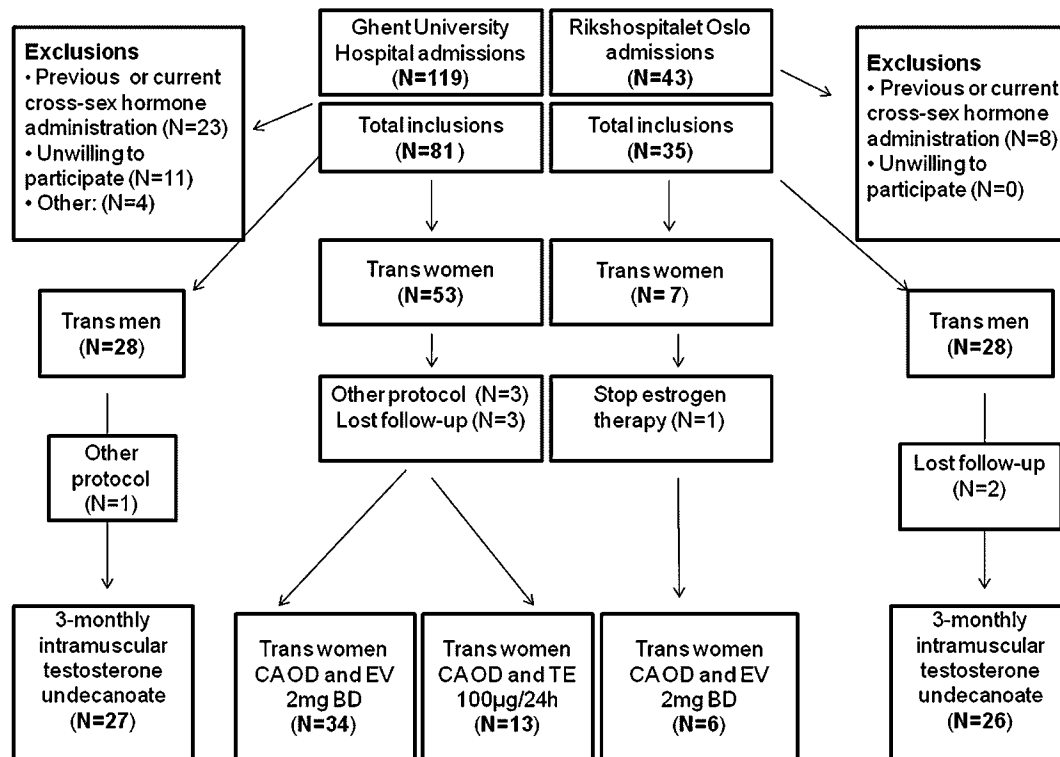 Ghent University
Hospital admissions
(N=119)
Rikshospitalet Oslo
admissions
(N=43)
Exclusions
• Previous or current
cross-sex hormone
administration (N=23)
• Unwilling to
participate (N=11)
• Other: (N=4)
Total inclusions
(N=81)
Total inclusions
(N=35)
Exclusions
• Previous or current
cross-sex hormone
administration (N=8)
• Unwilling to
participate (N=0)
Trans men
(N=28)
Trans women
(N=53)
Trans women
(N= 7)
Trans men
(N=28)
Other
protocol
(N=1)
Other protocol (N=3)
Lost follow-up (N=3)
Stop estrogen
therapy (N=1)
Lost follow-up
(N=2)
3-monthly
intramuscular
testosterone
undecanoate
(N=27)
Trans women
CAOD and EV
2mg BD
(N=34)
Trans women
CAOD and TE
100µg/24h
(N=13)
Trans women
CAOD and EV
2mg BD
(N=6)
3-monthly
intramuscular
testosterone
undecanoate
(N=26)